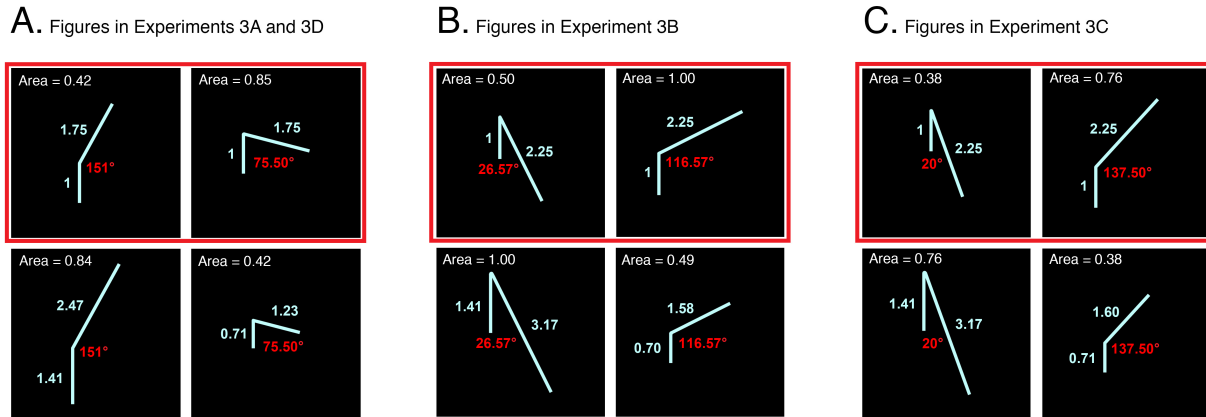 A. Figures in Experiments 3A and 3D
Area = 0.42
1.75
151°
1
Area = 0.85
1.75
1
75.50°
Area = 0.84
2.47
151°
1.41
Area = 0.42
1.23
0.71
75.50°
B. Figures in Experiment 3B
Area = 0.50
1
2.25
26.57°
Area = 1.00
2.25
116.57°
1
Area = 1.00
1.41
3.17
26.57°
Area = 0.49
1.58
0.70
116.57°
C. Figures in Experiment 3C
Area = 0.38
1
2.25
20°
Area = 0.76
2.25
137.50°
1
Area = 0.76
1.41
3.17
20°
Area = 0.38
1.60
0.71
137.50°